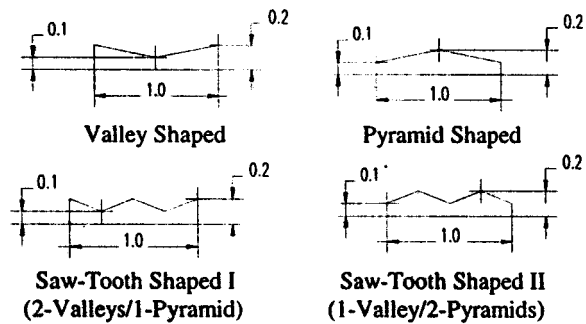 0.1
0.2
1.0
Valley Shaped
0.1
0.2
1.0
Pyramid Shaped
0.1
0.2
1.0
Saw-Tooth Shaped I
(2-Valleys/1-Pyramid)
0.1
0.2
1.0
Saw-Tooth Shaped II
(1-Valley/2-Pyramids)